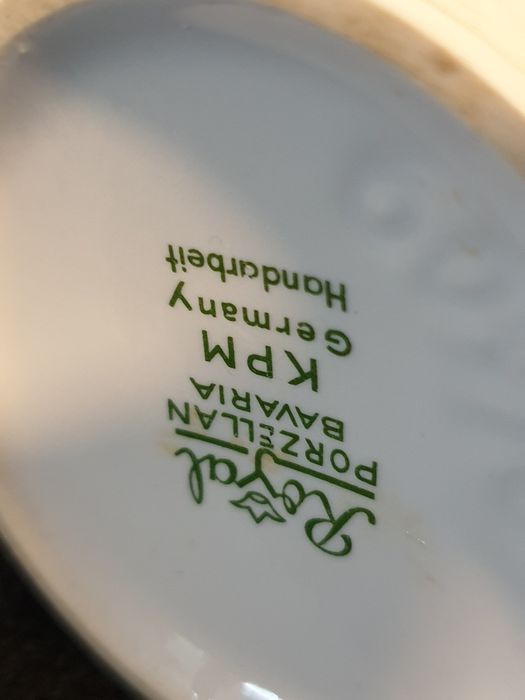 Royal
PORZELLAN
BAVARIA
KPM
Germany
Handarbeit